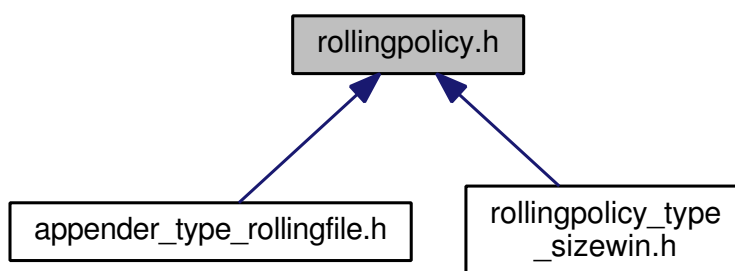 rollingpolicy.h
appender_type_rollingfile.h
rollingpolicy_type
_sizewin.h